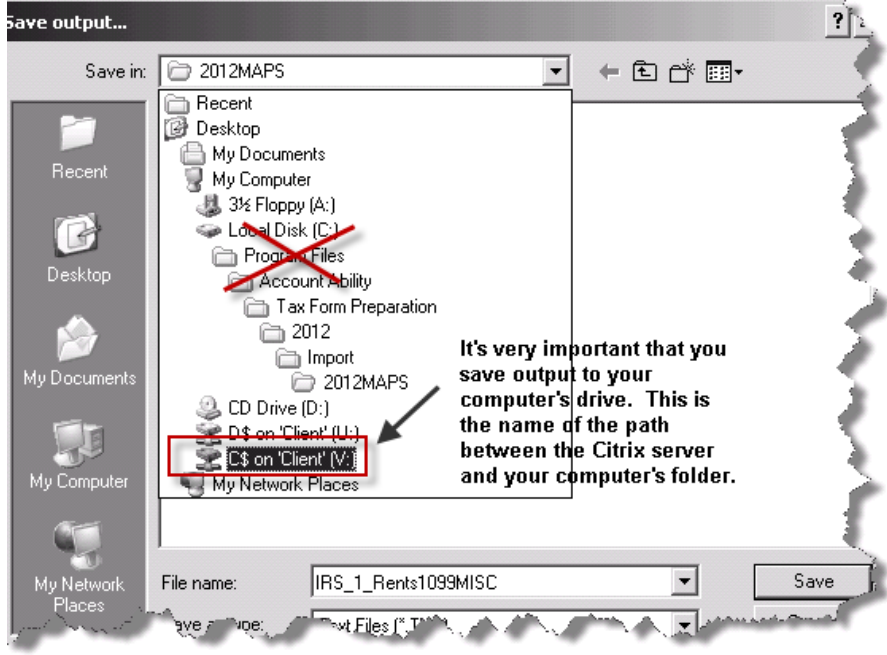 Save output...
?
Save in:
2012MAPS
Recent
Desktop
My Documents
My Computer
3½ Floppy (A:)
Local Disk (C:)
Program Files
Account Ability
Tax Form Preparation
2012
Import
2012MAPS
CD Drive (D:)
D$ on 'Client' (U:)
C$ on 'Client' (V:)
My Network Places
Recent
Desktop
My Documents
My Computer
My Network
Places
It's very important that you
save output to your
computer's drive. This is
the name of the path
between the Citrix server
and your computer's folder.
File name:
IRS_1_Rents1099MISC
Save
Save as type:
Text Files (*.TXT)